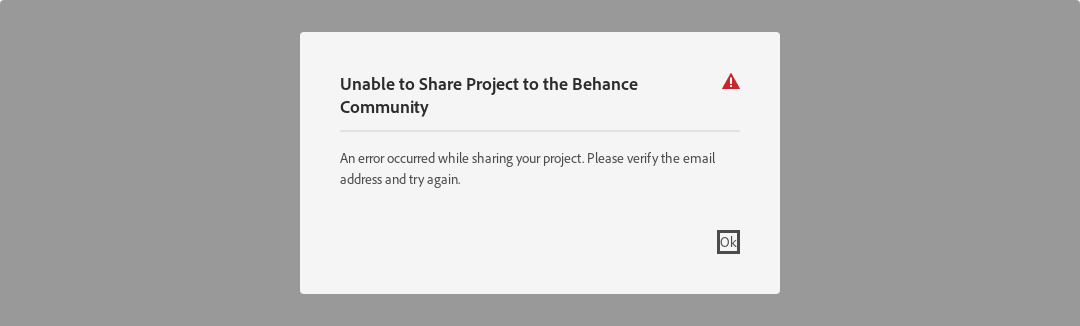 Unable to Share Project to the Behance
Community
An error occurred while sharing your project. Please verify the email
address and try again.
Ok